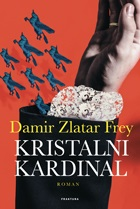 Damir Zlatar Frey
KRISTALNI
KARDINAL
ROMAN
FRAKTURA